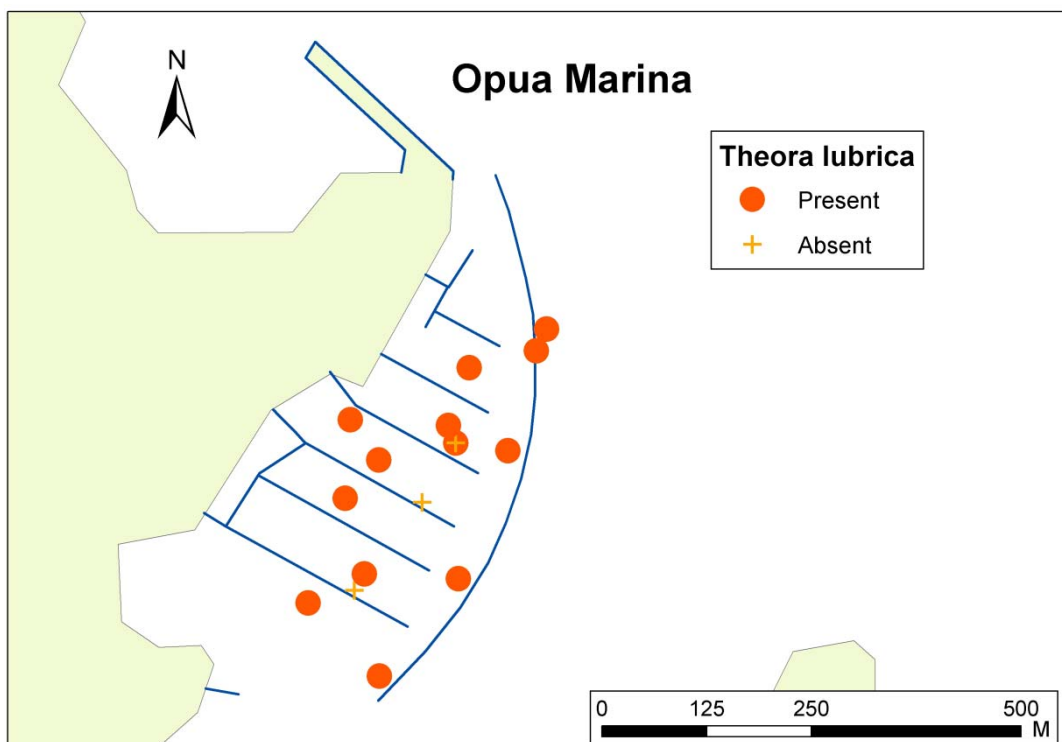 N
Opua Marina
Theora lubrica
Present
Absent
0 125 250 500
M